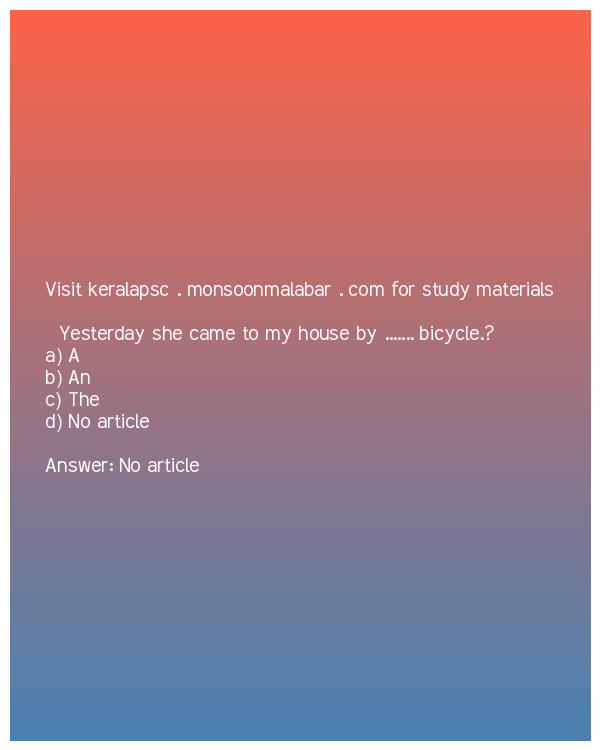 Visit keralapsc . monsoonmalabar . com for study materials
Yesterday she came to my house by ....... bicycle.?
a) A
b) An
c) The
d) No article
Answer: No article